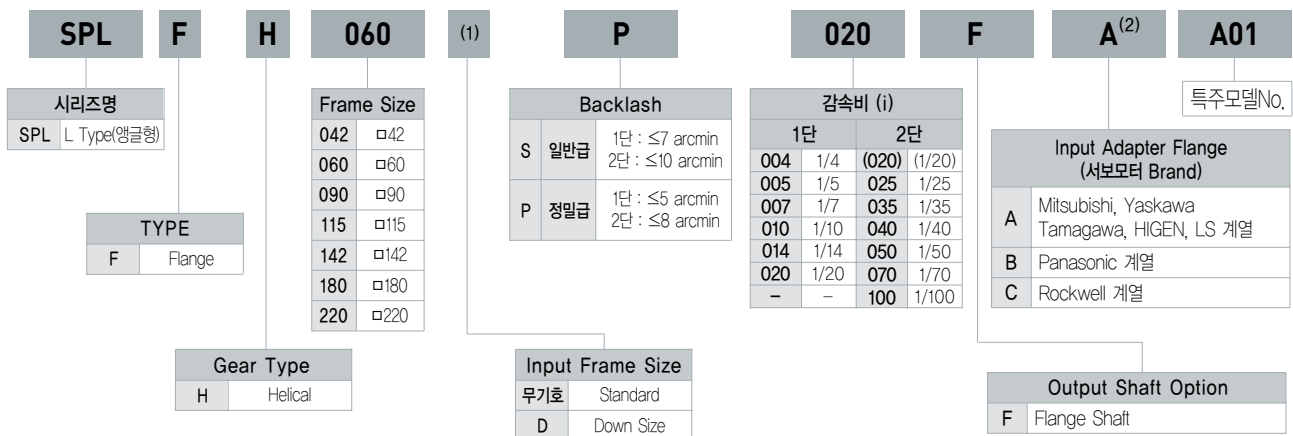 SPL F H 060 (1) P 020 F A(2) A01
시리즈명
SPL L Type(앵글형)
TYPE
F Flange
Gear Type
H Helical
Frame Size
042 ㅁ42
060 ㅁ60
090 ㅁ90
115 ㅁ115
142 ㅁ142
180 ㅁ180
220 ㅁ220
Input Frame Size
무기호 Standard
D Down Size
Backlash
S 일반급 1단 : ≤7 arcmin
2단 : ≤10 arcmin
P 정밀급 1단 : ≤5 arcmin
2단 : ≤8 arcmin
감속비 (i)
1단 2단
004 1/4 (020) (1/20)
005 1/5 025 1/25
007 1/7 035 1/35
010 1/10 040 1/40
014 1/14 050 1/50
020 1/20 070 1/70
– – 100 1/100
Output Shaft Option
F Flange Shaft
Input Adapter Flange
(서보모터 Brand)
A Mitsubishi, Yaskawa
Tamagawa, HIGEN, LS 계열
B Panasonic 계열
C Rockwell 계열
특주모델No.